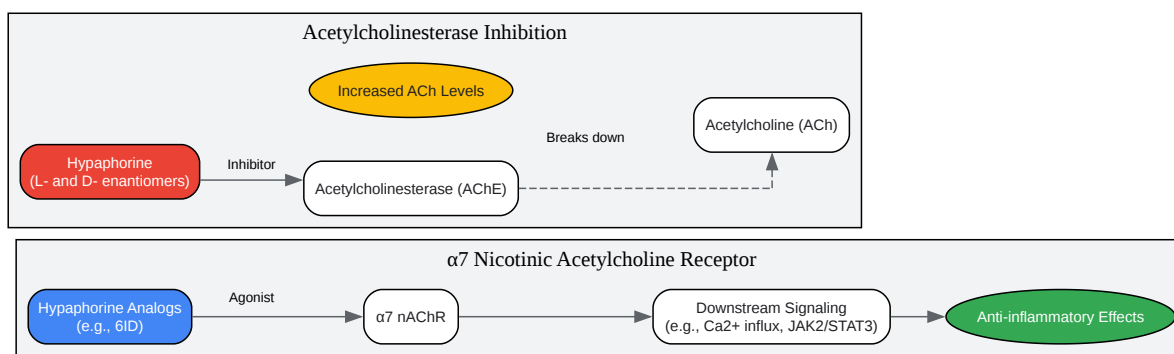 Acetylcholinesterase Inhibition
Increased ACh Levels
Breaks down
Acetylcholine (ACh)
Hypaphorine
(L- and D- enantiomers)
Inhibitor
Acetylcholinesterase (AChE)
α7 Nicotinic Acetylcholine Receptor
Hypaphorine Analogs
(e.g., 6ID)
Agonist
α7 nAChR
Downstream Signaling
(e.g., Ca2+ influx, JAK2/STAT3)
Anti-inflammatory Effects